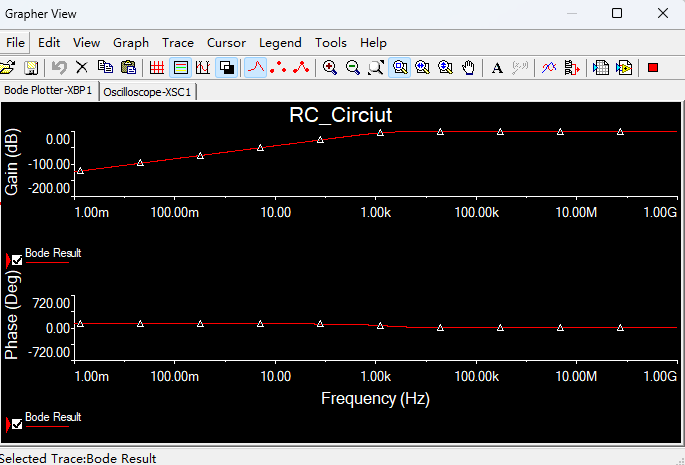 Grapher View
File Edit View Graph Trace Cursor Legend Tools Help
A
Bode Plotter-XBP1 Oscilloscope-XSC1
RC_Circiut
Gain (dB)
0.00
-100.00
-200.00
1.00m 100.00m 10.00 1.00k 100.00k 10.00M 1.00G
Bode Result
Phase (Deg)
720.00
0.00
-720.00
1.00m 100.00m 10.00 1.00k 100.00k 10.00M 1.00G
Frequency (Hz)
Bode Result
Selected Trace:Bode Result